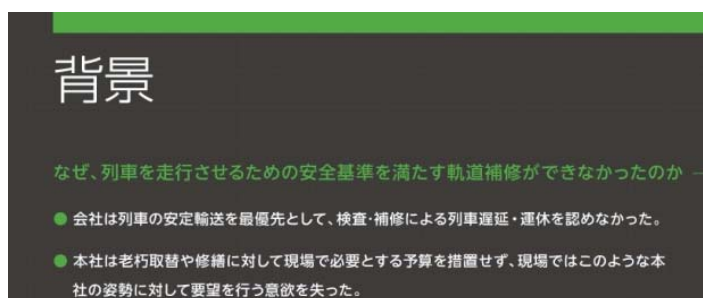 背景
なぜ、列車を走行させるための安全基準を満たす軌道補修ができなかったのか
● 会社は列車の安定輸送を最優先として、検査・補修による列車遅延・運休を認めなかった。
● 本社は老朽取替や修繕に対して現場で必要とする予算を措置せず、現場ではこのような本
社の姿勢に対して要望を行う意欲を失った。